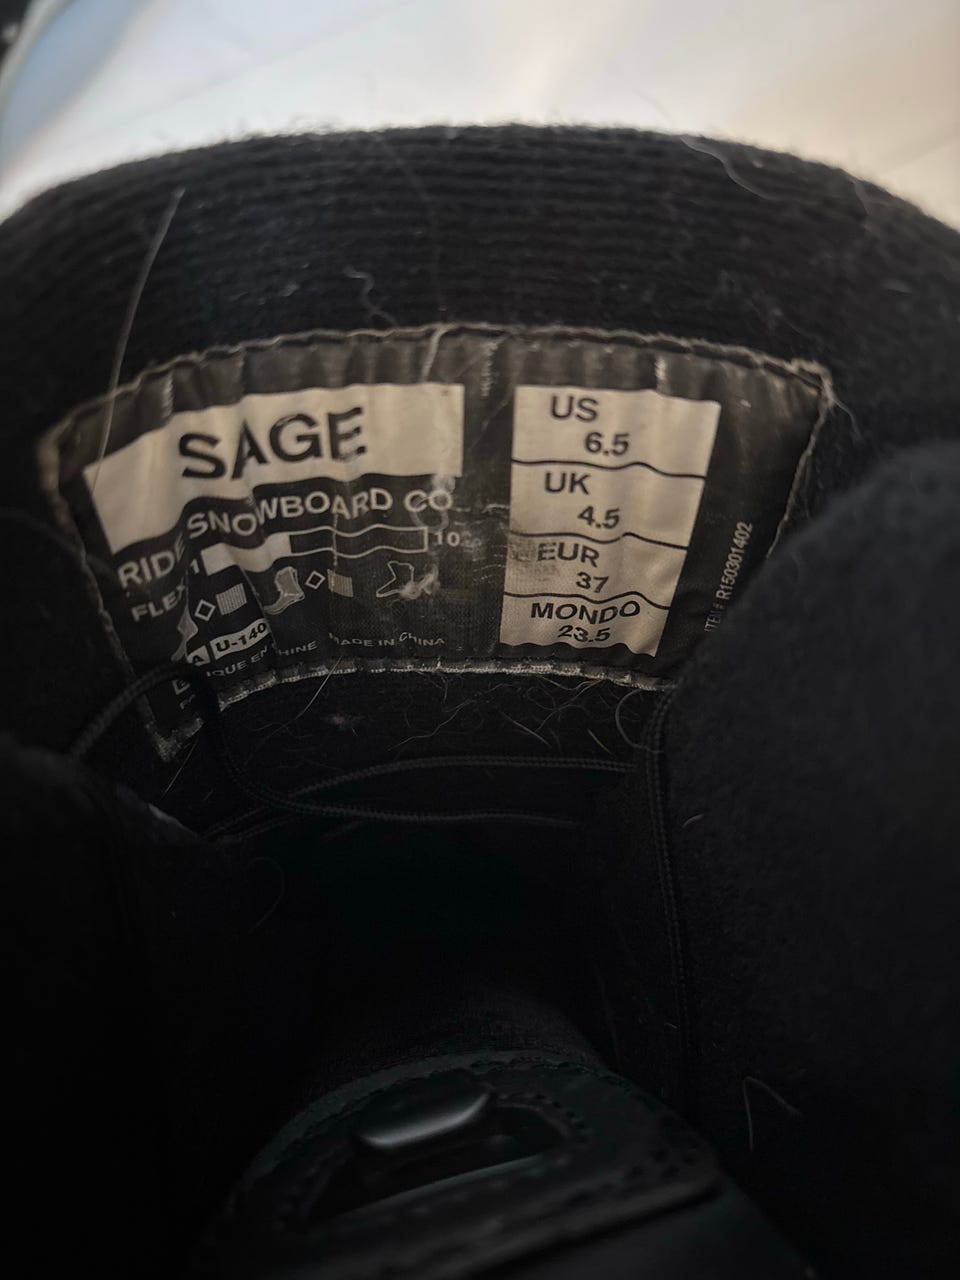 SAGE
RIDE SNOWBOARD CO
FLEX 1 10
A U-140
MADE IN CHINA
US
6.5
UK
4.5
EUR
37
MONDO
23.5
R150301402